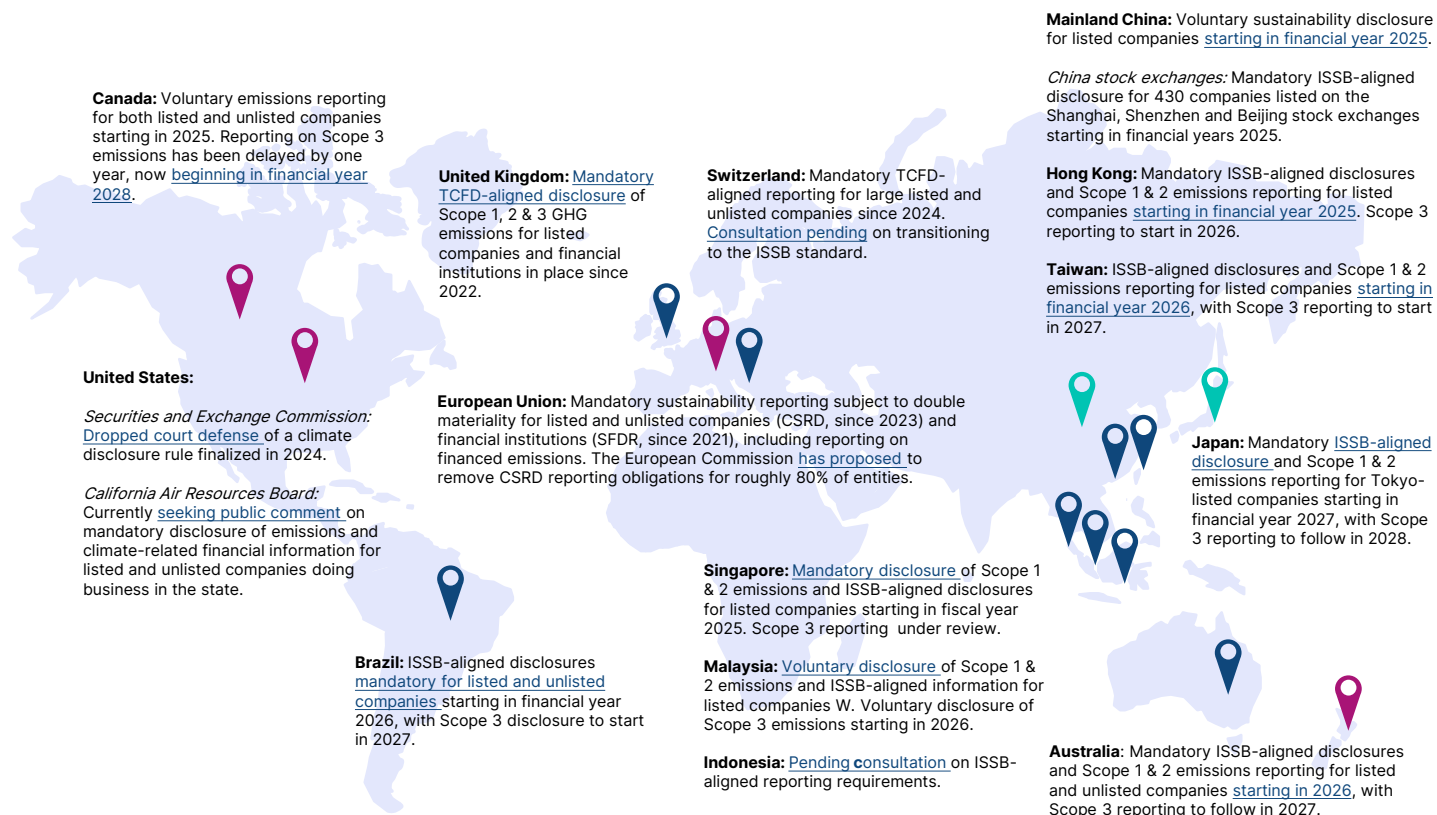 Canada: Voluntary emissions reporting
for both listed and unlisted companies
starting in 2025. Reporting on Scope 3
emissions has been delayed by one
year, now beginning in financial year
2028.
United States:
Securities and Exchange Commission:
Dropped court defense of a climate
disclosure rule finalized in 2024.
California Air Resources Board:
Currently seeking public comment on
mandatory disclosure of emissions and
climate-related financial information for
listed and unlisted companies doing
business in the state.
Brazil: ISSB-aligned disclosures
mandatory for listed and unlisted
companies starting in financial year
2026, with Scope 3 disclosure to start
in 2027.
United Kingdom: Mandatory
TCFD-aligned disclosure of
Scope 1, 2 & 3 GHG
emissions for listed
companies and financial
institutions in place since
2022.
Switzerland: Mandatory TCFD-
aligned reporting for large listed and
unlisted companies since 2024.
Consultation pending on transitioning
to the ISSB standard.
European Union: Mandatory sustainability reporting subject to double
materiality for listed and unlisted companies (CSRD, since 2023) and
financial institutions (SFDR, since 2021), including reporting on
financed emissions. The European Commission has proposed to
remove CSRD reporting obligations for roughly 80% of entities.
Singapore: Mandatory disclosure of Scope 1
& 2 emissions and ISSB-aligned disclosures
for listed companies starting in fiscal year
2025. Scope 3 reporting under review.
Malaysia: Voluntary disclosure of Scope 1 &
2 emissions and ISSB-aligned information for
listed companies W. Voluntary disclosure of
Scope 3 emissions starting in 2026.
Indonesia: Pending consultation on ISSB-
aligned reporting requirements.
Mainland China: Voluntary sustainability disclosure
for listed companies starting in financial year 2025.
China stock exchanges: Mandatory ISSB-aligned
disclosure for 430 companies listed on the
Shanghai, Shenzhen and Beijing stock exchanges
starting in financial years 2025.
Hong Kong: Mandatory ISSB-aligned disclosures
and Scope 1 & 2 emissions reporting for listed
companies starting in financial year 2025. Scope 3
reporting to start in 2026.
Taiwan: ISSB-aligned disclosures and Scope 1 & 2
emissions reporting for listed companies starting in
financial year 2026, with Scope 3 reporting to start
in 2027.
Japan: Mandatory ISSB-aligned
disclosure and Scope 1 & 2
emissions reporting for Tokyo-
listed companies starting in
financial year 2027, with Scope
3 reporting to follow in 2028.
Australia: Mandatory ISSB-aligned disclosures
and Scope 1 & 2 emissions reporting for listed
and unlisted companies starting in 2026, with
Scope 3 reporting to follow in 2027.